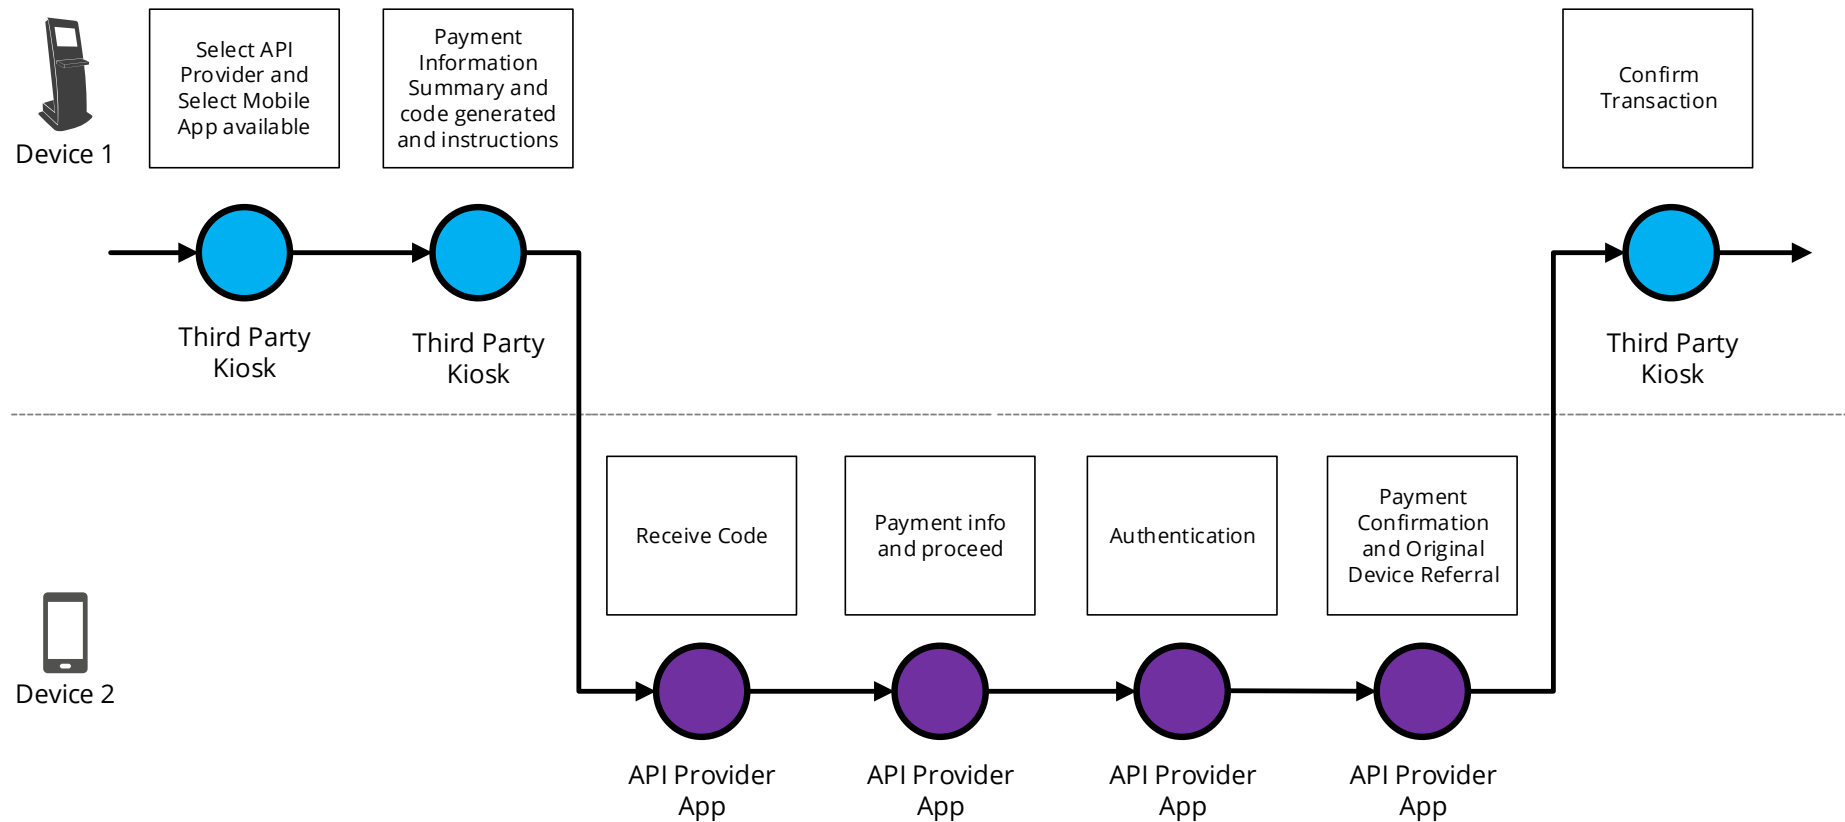 Select API
Provider and
Select Mobile
App available
Payment
Information
Summary and
code generated
and instructions
Confirm
Transaction
Device 1
Third Party
Kiosk
Third Party
Kiosk
Third Party
Kiosk
Receive Code
Payment info
and proceed
Authentication
Payment
Confirmation
and Original
Device Referral
Device 2
API Provider
App
API Provider
App
API Provider
App
API Provider
App